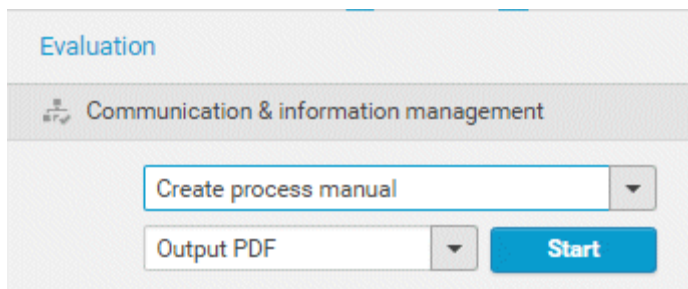 Evaluation
Communication & information management
Create process manual
Output PDF
Start